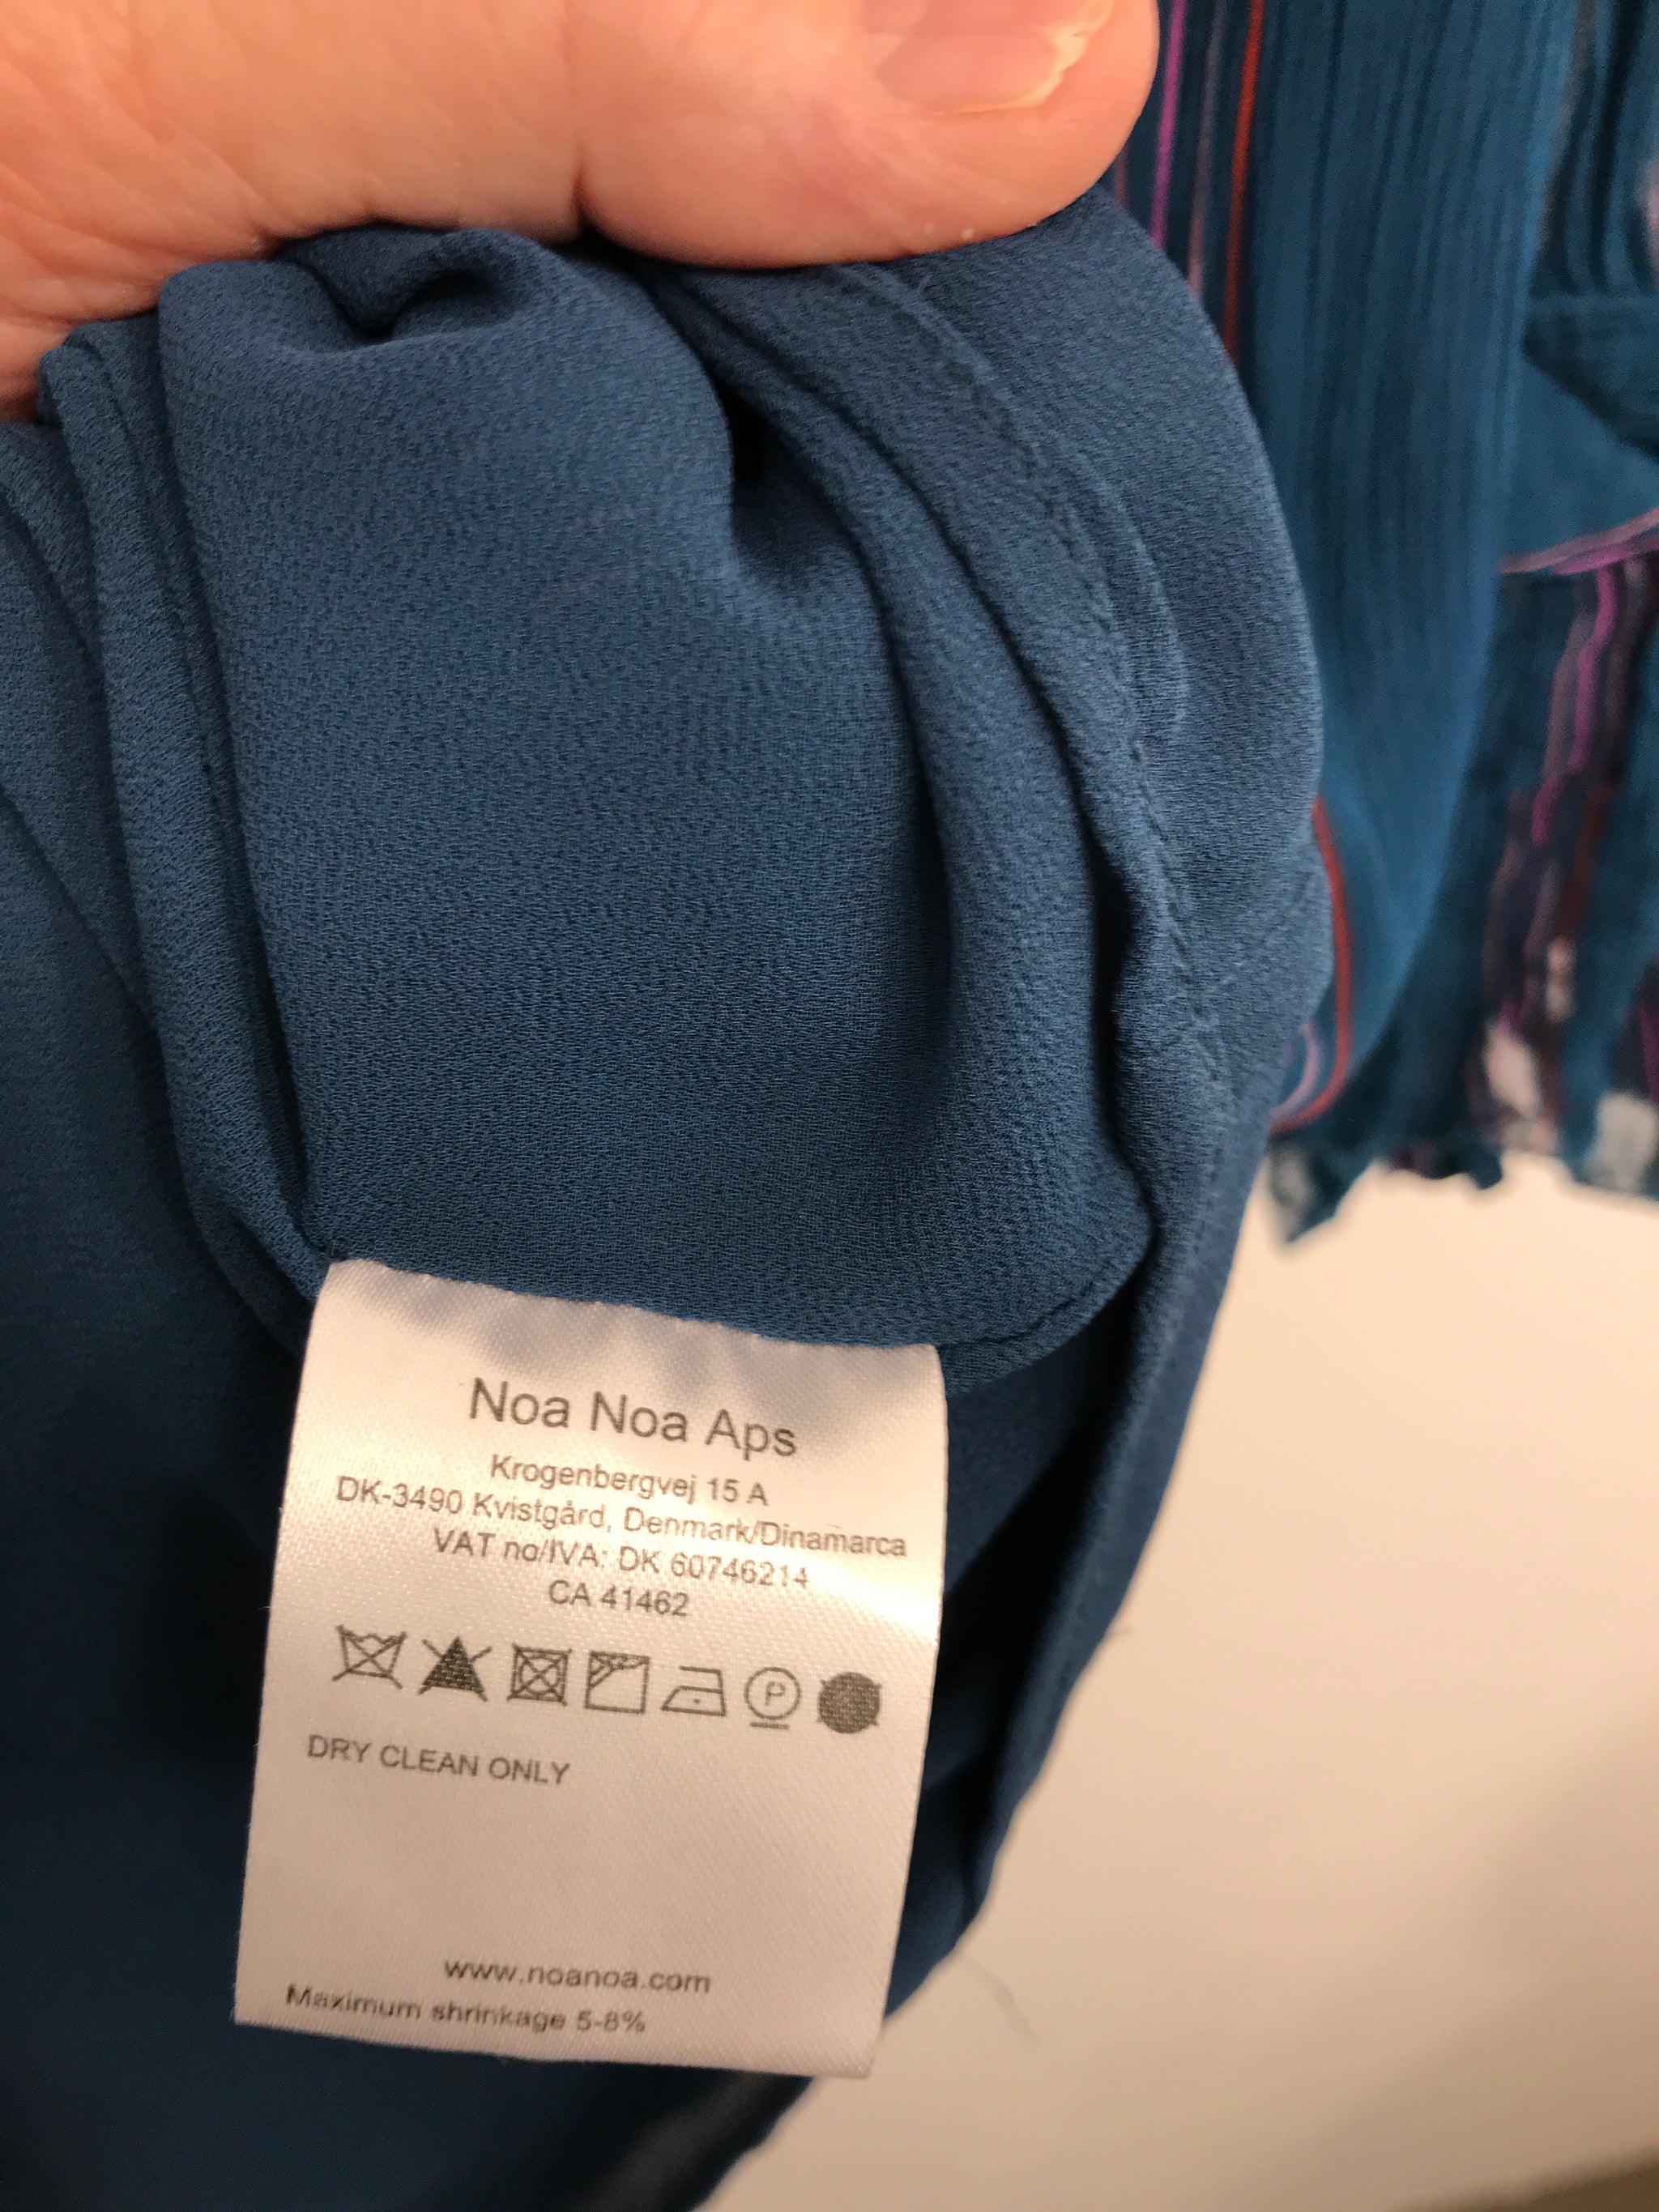 Noa Noa Aps
Krogenbergvej 15 A
DK-3490 Kvistgård, Denmark/Dinamarca
VAT no/IVA: DK 60746214
CA 41462
P
DRY CLEAN ONLY
www.noanoa.com
Maximum shrinkage 5-8%